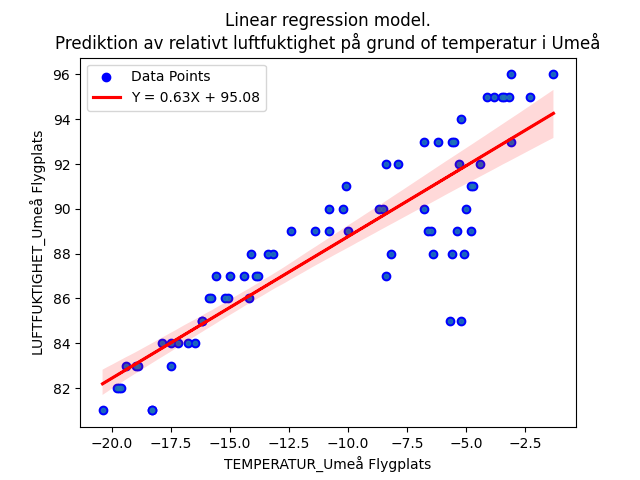 Linear regression model.
Prediktion av relativt luftfuktighet på grund of temperatur i Umeå
96
94
92
90
88
86
84
82
LUFTFUKTIGHET_Umeå Flygplats
Data Points
Y = 0.63X + 95.08
−20.0 −17.5 −15.0 −12.5 −10.0 −7.5 −5.0 −2.5
TEMPERATUR_Umeå Flygplats